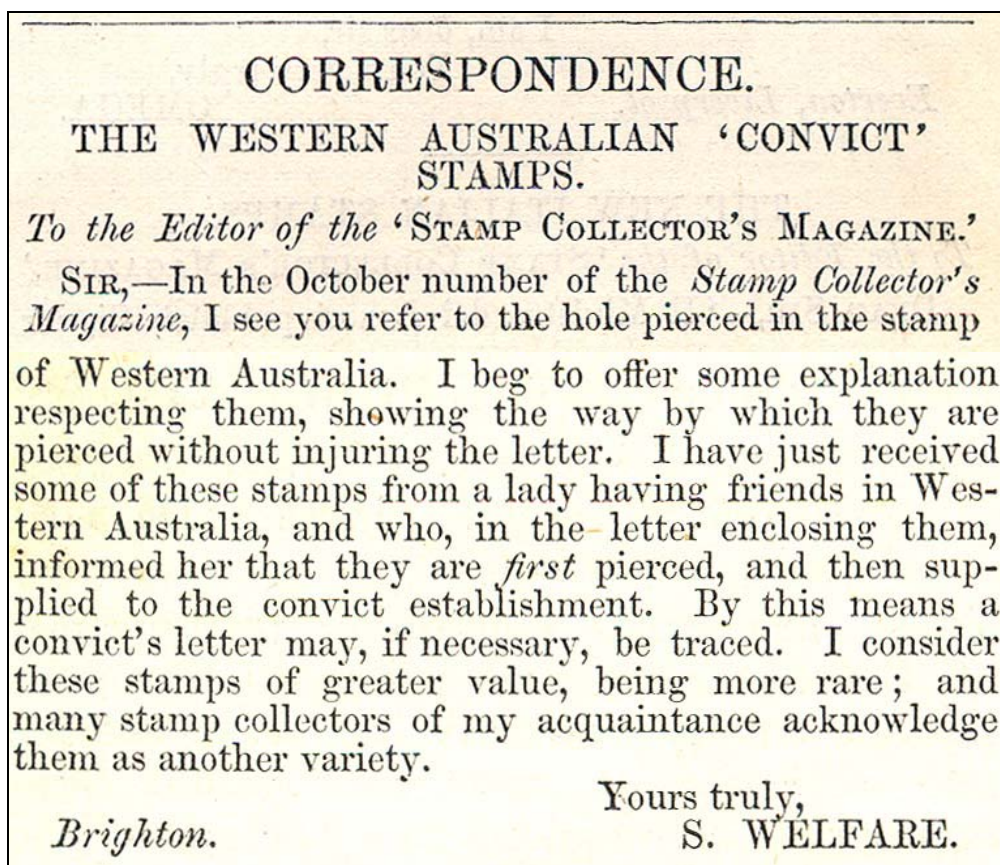 CORRESPONDENCE.
THE WESTERN AUSTRALIAN ‘CONVICT’
STAMPS.
To the Editor of the ‘STAMP COLLECTOR’S MAGAZINE.’
SIR,—In the October number of the Stamp Collector’s
Magazine, I see you refer to the hole pierced in the stamp
of Western Australia. I beg to offer some explanation
respecting them, showing the way by which they are
pierced without injuring the letter. I have just received
some of these stamps from a lady having friends in Wes-
tern Australia, and who, in the letter enclosing them,
informed her that they are first pierced, and then sup-
plied to the convict establishment. By this means a
convict’s letter may, if necessary, be traced. I consider
these stamps of greater value, being more rare; and
many stamp collectors of my acquaintance acknowledge
them as another variety.
Yours truly,
Brighton. S. WELFARE.